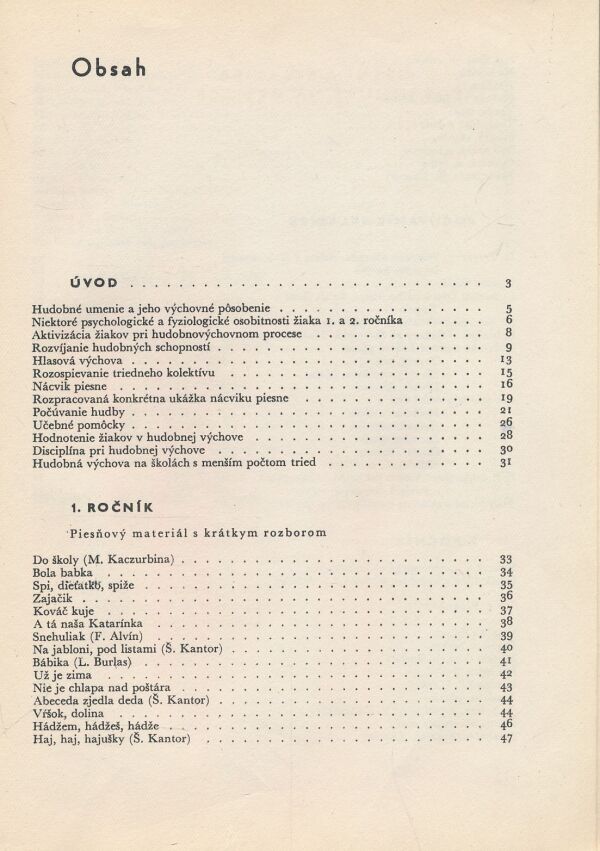 Obsah
ÚVOD . . . . . . . . . . . . . . . . . . . . . . . . 3
Hudobné umenie a jeho výchovné pôsobenie . . . . . . . . . . . . . 5
Niektoré psychologické a fyziologické osobitnosti žiaka 1. a 2. ročníka . . . . . 6
Aktivizácia žiakov pri hudobnovýchovnom procese . . . . . . . . . . . 8
Rozvíjanie hudobných schopností . . . . . . . . . . . . . . . . . 9
Hlasová výchova . . . . . . . . . . . . . . . . . . . . . . 13
Rozospievanie triedneho kolektívu . . . . . . . . . . . . . . . . 15
Nácvik piesne . . . . . . . . . . . . . . . . . . . . . . . 16
Rozpracovaná konkrétna ukážka nácviku piesne . . . . . . . . . . . . 19
Počúvanie hudby . . . . . . . . . . . . . . . . . . . . . . 21
Učebné pomôcky . . . . . . . . . . . . . . . . . . . . . . 26
Hodnotenie žiakov v hudobnej výchove . . . . . . . . . . . . . . . 28
Disciplína pri hudobnej výchove . . . . . . . . . . . . . . . . . 30
Hudobná výchova na školách s menším počtom tried . . . . . . . . . . 31
1. ROČNÍK
Piesňový materiál s krátkym rozborom
Do školy (M. Kaczurbina) . . . . . . . . . . . . . . . . . . . 33
Bola babka . . . . . . . . . . . . . . . . . . . . . . . . 34
Spi, dieťatko, spiže . . . . . . . . . . . . . . . . . . . . . 35
Zajačik . . . . . . . . . . . . . . . . . . . . . . . . . 36
Kováč kuje . . . . . . . . . . . . . . . . . . . . . . . . 37
A tá naša Katarínka . . . . . . . . . . . . . . . . . . . . . 38
Snehuliak (F. Alvín) . . . . . . . . . . . . . . . . . . . . . 39
Na jabloni, pod listami (Š. Kantor) . . . . . . . . . . . . . . . . 40
Bábika (L. Burlas) . . . . . . . . . . . . . . . . . . . . . . 41
Už je zima . . . . . . . . . . . . . . . . . . . . . . . . 42
Nie je chlapa nad poštára . . . . . . . . . . . . . . . . . . . 43
Abeceda zjedla deda (Š. Kantor) . . . . . . . . . . . . . . . . . 44
Vŕšok, dolina . . . . . . . . . . . . . . . . . . . . . . . 44
Hádžem, hádžeš, hádže . . . . . . . . . . . . . . . . . . . . 46
Haj, haj, hajušky (Š. Kantor) . . . . . . . . . . . . . . . . . . 47